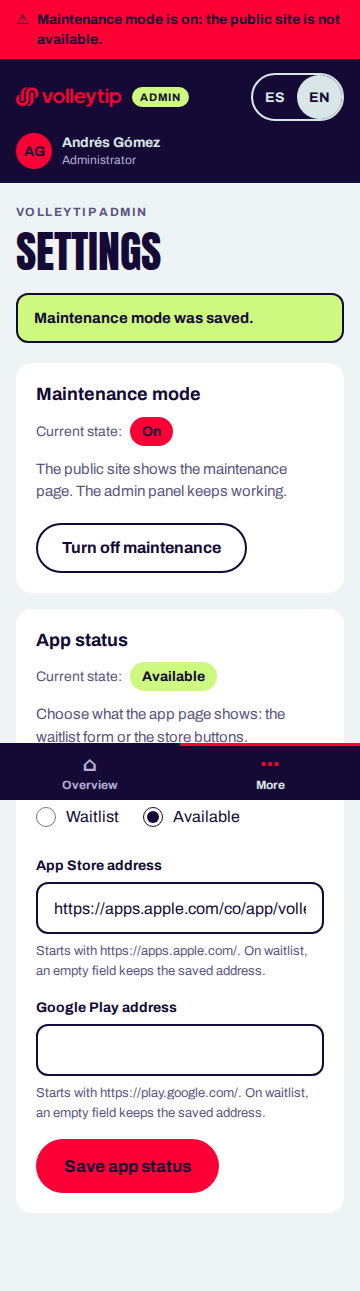 ⚠ Maintenance mode is on: the public site is not
available.
volleytip ADMIN ES EN
AG Andrés Gómez
Administrator
VOLLEYTIP ADMIN
SETTINGS
Maintenance mode was saved.
Maintenance mode
Current state: On
The public site shows the maintenance
page. The admin panel keeps working.
Turn off maintenance
App status
Current state: Available
Choose what the app page shows: the
waitlist form or the store buttons.
Overview More
Waitlist Available
App Store address
https://apps.apple.com/co/app/volle
Starts with https://apps.apple.com/. On waitlist,
an empty field keeps the saved address.
Google Play address
Starts with https://play.google.com/. On waitlist,
an empty field keeps the saved address.
Save app status